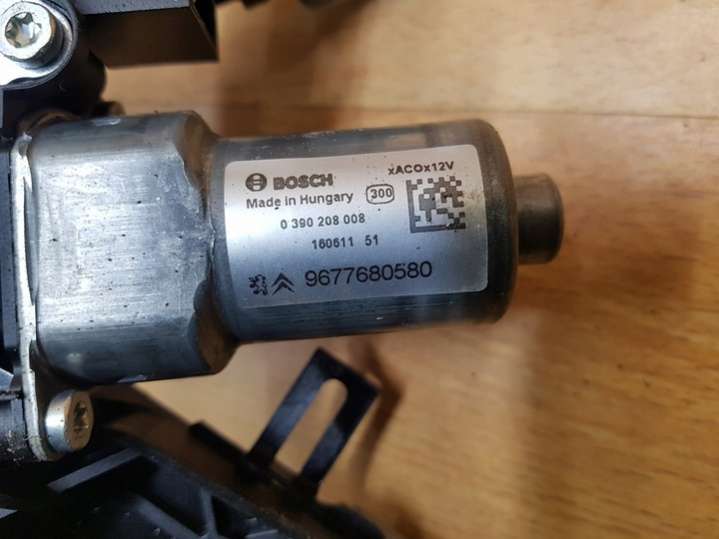 BOSCH xACOx12V
Made in Hungary 300
0 390 208 008
160611 51
9677680580